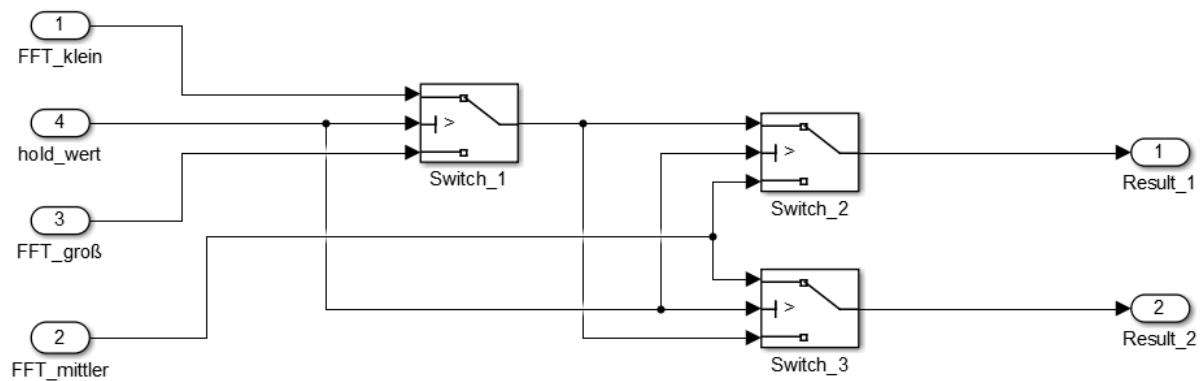 1
FFT_klein
4
hold_wert
3
FFT_groß
2
FFT_mittler
>
Switch_1
>
Switch_2
>
Switch_3
1
Result_1
2
Result_2